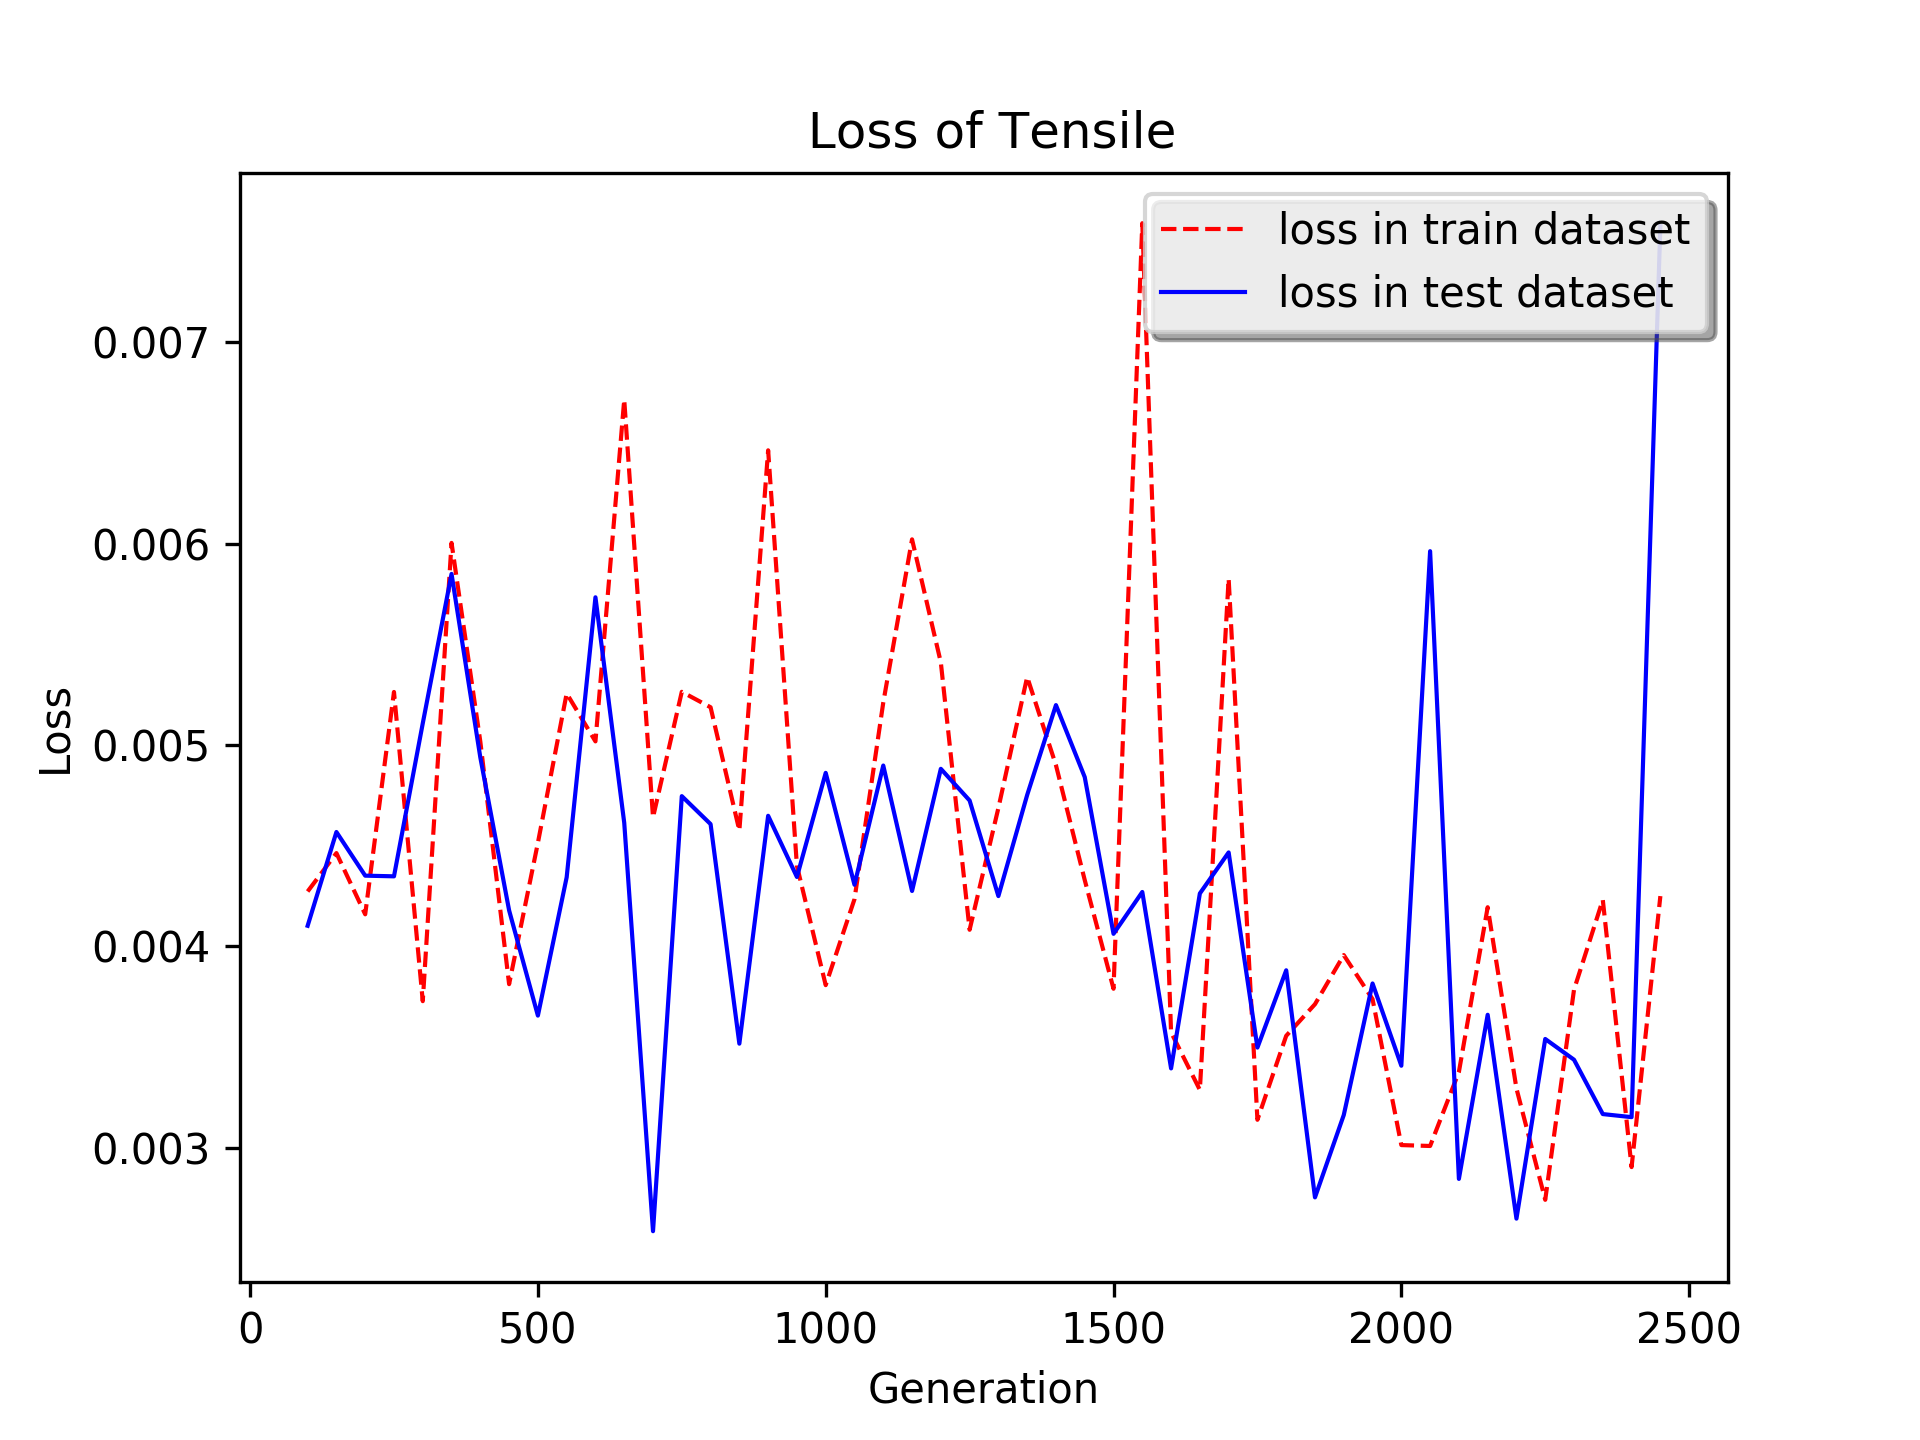 Loss of Tensile
loss in train dataset
loss in test dataset
0.007
0.006
0.005
0.004
0.003
Loss
0 500 1000 1500 2000 2500
Generation